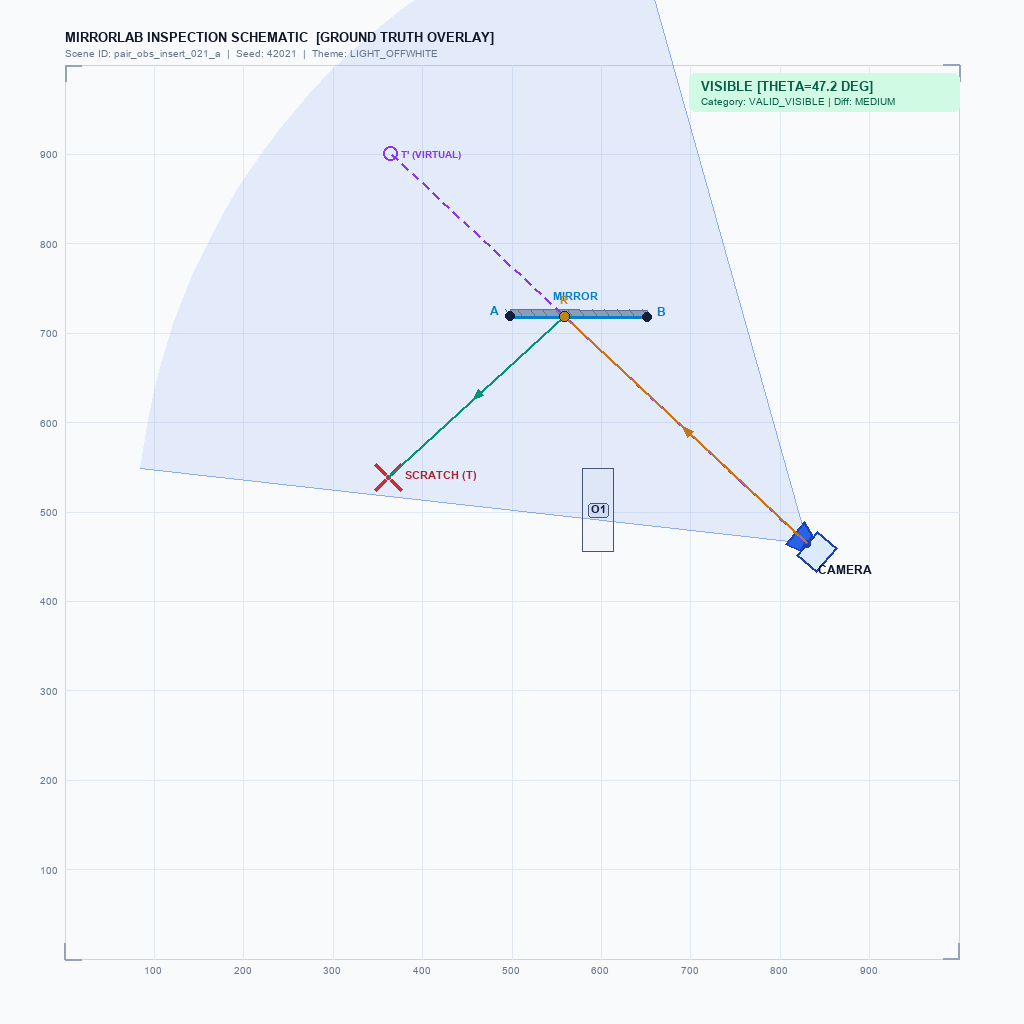 MIRRORLAB INSPECTION SCHEMATIC  [GROUND TRUTH OVERLAY]
Scene ID: pair_obs_insert_021_a  |  Seed: 42021  |  Theme: LIGHT_OFFWHITE
VISIBLE [THETA=47.2 DEG]
Category: VALID_VISIBLE | Diff: MEDIUM
900
T' (VIRTUAL)
800
MIRROR
R
A
B
700
600
SCRATCH (T)
500
O1
CAMERA
400
300
200
100
100 200 300 400 500 600 700 800 900